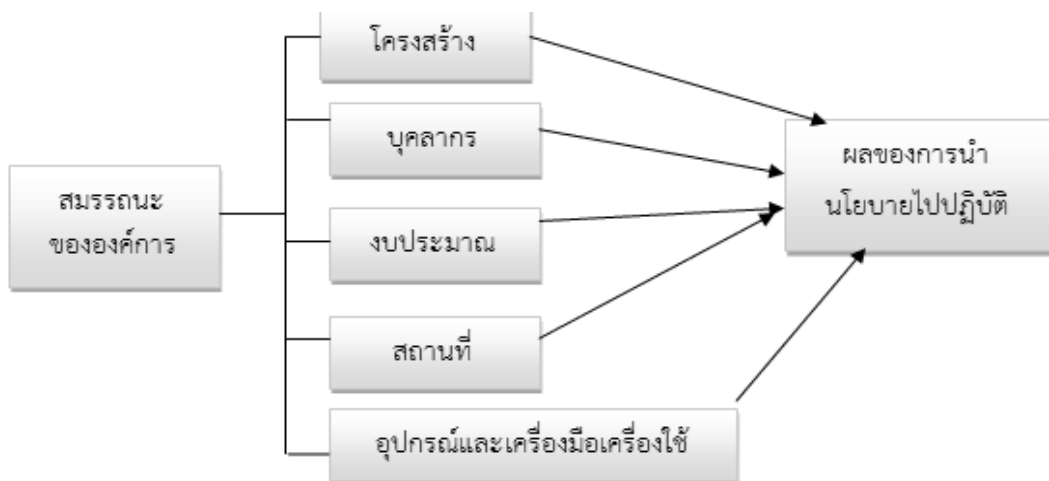 โครงสร้าง
บุคลากร
สมรรถนะ
ขององค์การ
งบประมาณ
สถานที่
อุปกรณ์และเครื่องมือเครื่องใช้
ผลของการนำ
นโยบายไปปฏิบัติ